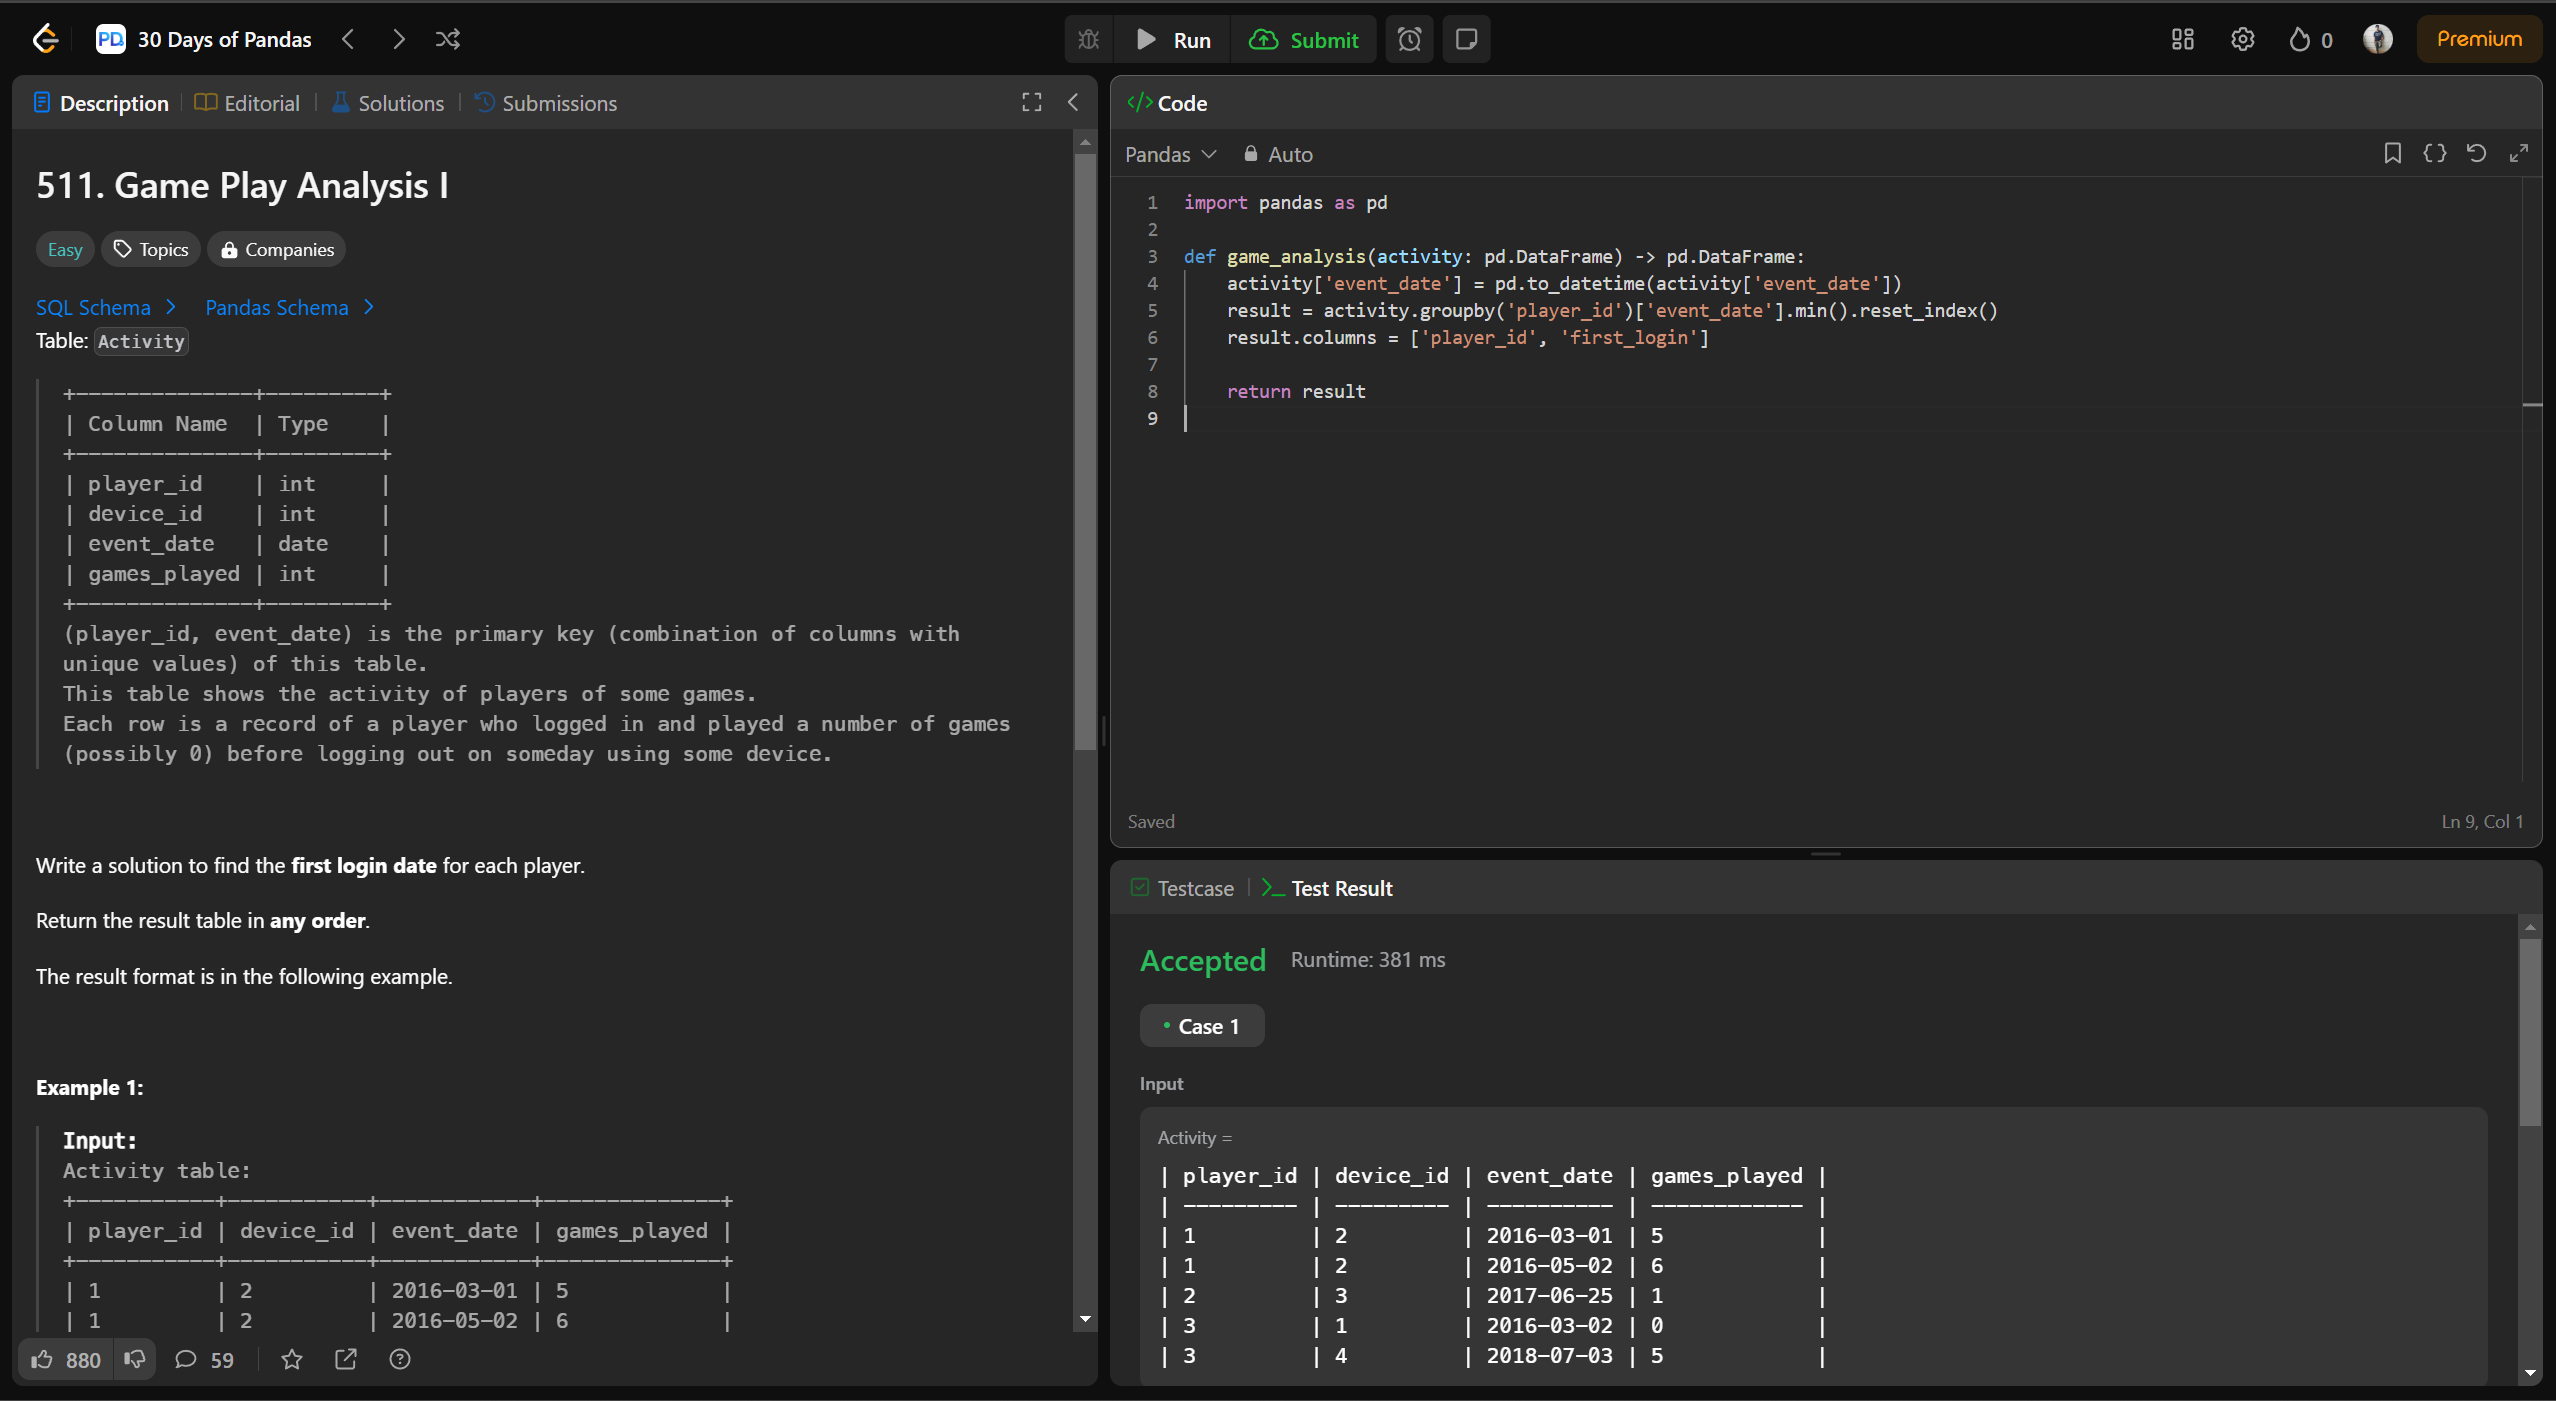 PD 30 Days of Pandas
Run Submit
0 Premium
Description Editorial Solutions Submissions
511. Game Play Analysis I
Easy Topics Companies
SQL Schema Pandas Schema
Table: Activity
+--------------+---------+
| Column Name  | Type    |
+--------------+---------+
| player_id    | int     |
| device_id    | int     |
| event_date   | date    |
| games_played | int     |
+--------------+---------+
(player_id, event_date) is the primary key (combination of columns with
unique values) of this table.
This table shows the activity of players of some games.
Each row is a record of a player who logged in and played a number of games
(possibly 0) before logging out on someday using some device.
Write a solution to find the first login date for each player.
Return the result table in any order.
The result format is in the following example.
Example 1:
Input:
Activity table:
+-----------+-----------+------------+--------------+
| player_id | device_id | event_date | games_played |
+-----------+-----------+------------+--------------+
| 1         | 2         | 2016-03-01 | 5            |
| 1         | 2         | 2016-05-02 | 6            |
880 59
</> Code
Pandas Auto
1 import pandas as pd
2
3 def game_analysis(activity: pd.DataFrame) -> pd.DataFrame:
4     activity['event_date'] = pd.to_datetime(activity['event_date'])
5     result = activity.groupby('player_id')['event_date'].min().reset_index()
6     result.columns = ['player_id', 'first_login']
7
8     return result
9
Saved Ln 9, Col 1
Testcase Test Result
Accepted Runtime: 381 ms
Case 1
Input
Activity =
| player_id | device_id | event_date | games_played |
| --------- | --------- | ---------- | ------------ |
| 1         | 2         | 2016-03-01 | 5            |
| 1         | 2         | 2016-05-02 | 6            |
| 2         | 3         | 2017-06-25 | 1            |
| 3         | 1         | 2016-03-02 | 0            |
| 3         | 4         | 2018-07-03 | 5            |